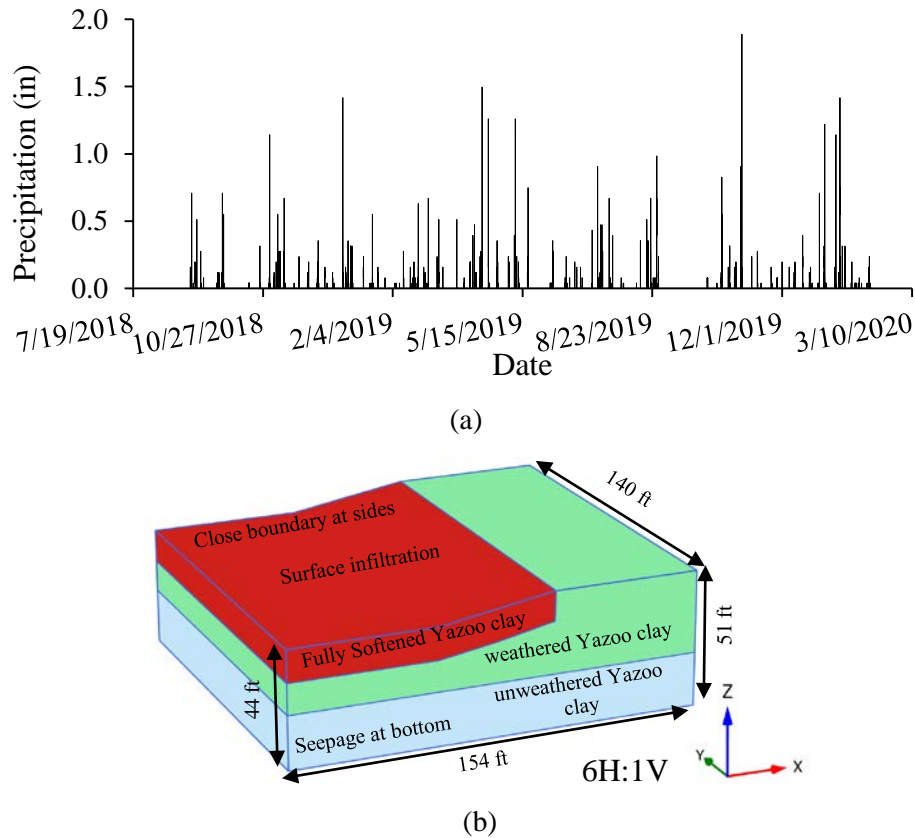 2.0
1.5
1.0
0.5
0.0
Precipitation (in)
7/19/2018
10/27/2018
2/4/2019
5/15/2019
8/23/2019
12/1/2019
3/10/2020
Date
(a)
140 ft
Close boundary at sides
Surface infiltration
51 ft
Fully Softened Yazoo clay
weathered Yazoo clay
44 ft
unweathered Yazoo
clay
Seepage at bottom
154 ft
6H:1V
Z
Y
X
(b)